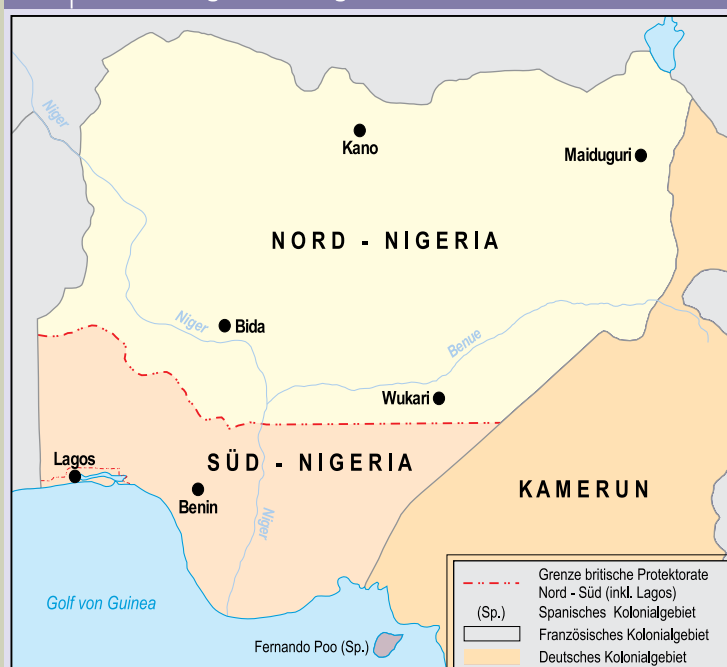 Niger
Kano
Maiduguri
NORD - NIGERIA
Niger
Bida
Benue
Wukari
Lagos
SÜD - NIGERIA
Benin
KAMERUN
Niger
Golf von Guinea
Fernando Poo (Sp.)
Grenze britische Protektorate
Nord - Süd (inkl. Lagos)
(Sp.) Spanisches Kolonialgebiet
Französisches Kolonialgebiet
Deutsches Kolonialgebiet